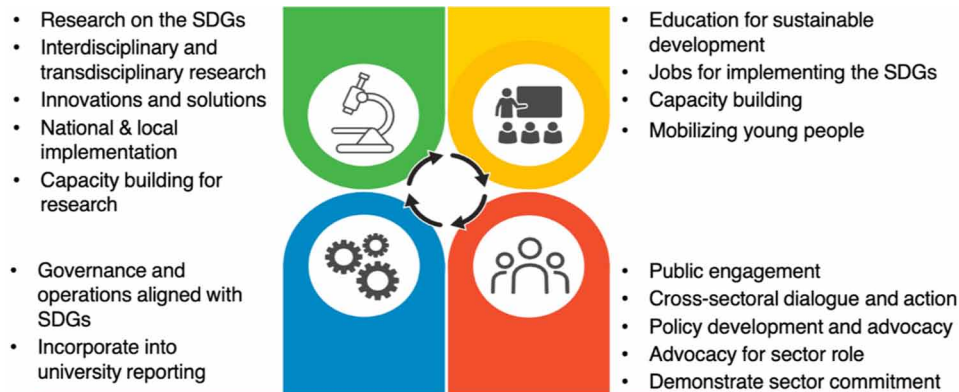 • Research on the SDGs
• Interdisciplinary and
transdisciplinary research
• Innovations and solutions
• National & local
implementation
• Capacity building for
research
• Education for sustainable
development
• Jobs for implementing the SDGs
• Capacity building
• Mobilizing young people
• Governance and
operations aligned with
SDGs
• Incorporate into
university reporting
• Public engagement
• Cross-sectoral dialogue and action
• Policy development and advocacy
• Advocacy for sector role
• Demonstrate sector commitment